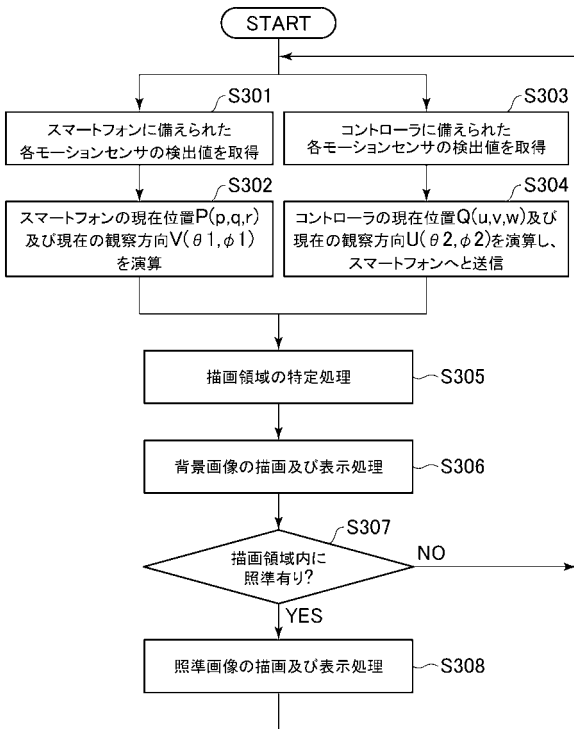 START
S301
スマートフォンに備えられた
各モーションセンサの検出値を取得
S303
コントローラに備えられた
各モーションセンサの検出値を取得
S302
スマートフォンの現在位置P(p,q,r)
及び現在の観察方向V(θ1,φ1)
を演算
S304
コントローラの現在位置Q(u,v,w)及び
現在の観察方向U(θ2,φ2)を演算し、
スマートフォンへと送信
描画領域の特定処理
S305
背景画像の描画及び表示処理
S306
S307
描画領域内に
照準有り?
NO
YES
照準画像の描画及び表示処理
S308